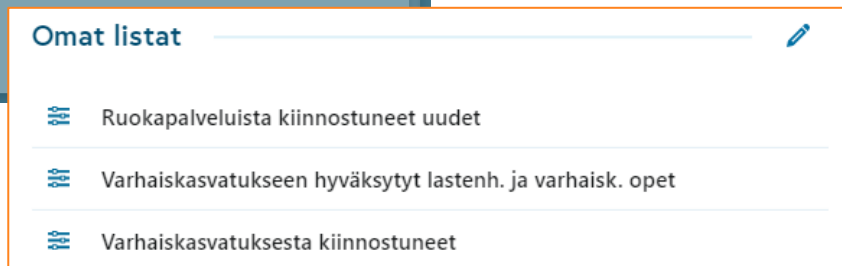 Omat listat
Ruokapalveluista kiinnostuneet uudet
Varhaiskasvatukseen hyväksytyt lastenh. ja varhaisk. opet
Varhaiskasvatuksesta kiinnostuneet